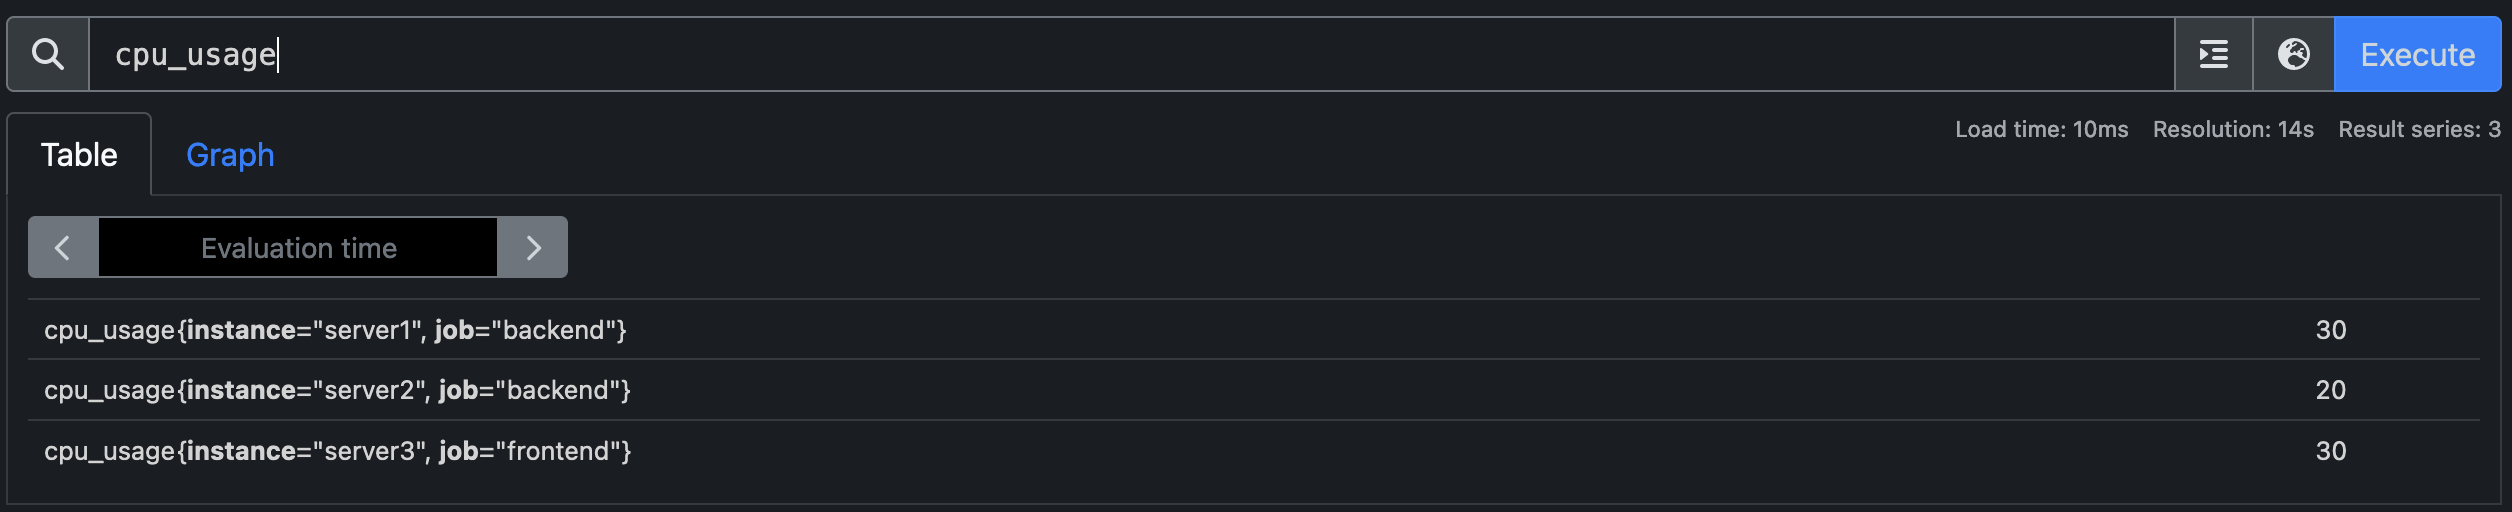 cpu_usage
Execute
Table
Graph
Load time: 10ms Resolution: 14s Result series: 3
Evaluation time
cpu_usage{instance="server1", job="backend"} 30
cpu_usage{instance="server2", job="backend"} 20
cpu_usage{instance="server3", job="frontend"} 30